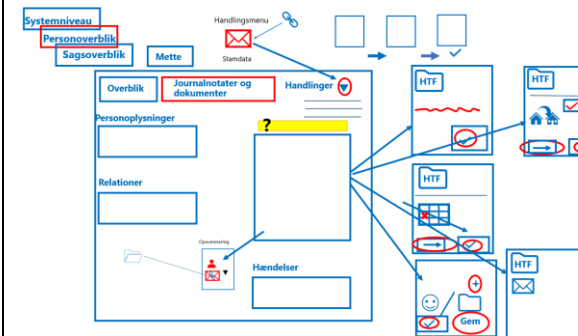 Systemniveau
Personoverblik
Sagsoverblik
Mette
Handlingsmenu
Stamdata
Overblik
Journalnotater og
dokumenter
Handlinger
?
Personoplysninger
Relationer
Opsummering
Hændelser
HTF
HTF
HTF
HTF
Gem